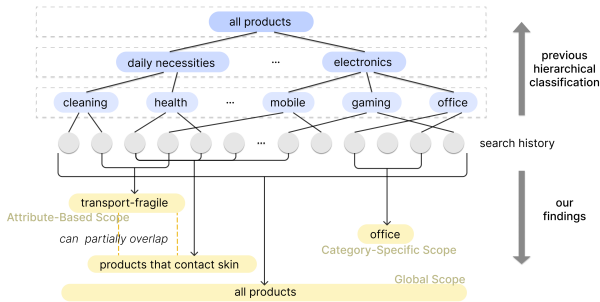 all products
daily necessities
...
electronics
previous
hierarchical
classification
cleaning
health
...
mobile
gaming
office
...
search history
transport-fragile
Attribute-Based Scope
can partially overlap
products that contact skin
office
Category-Specific Scope
our
findings
Global Scope
all products